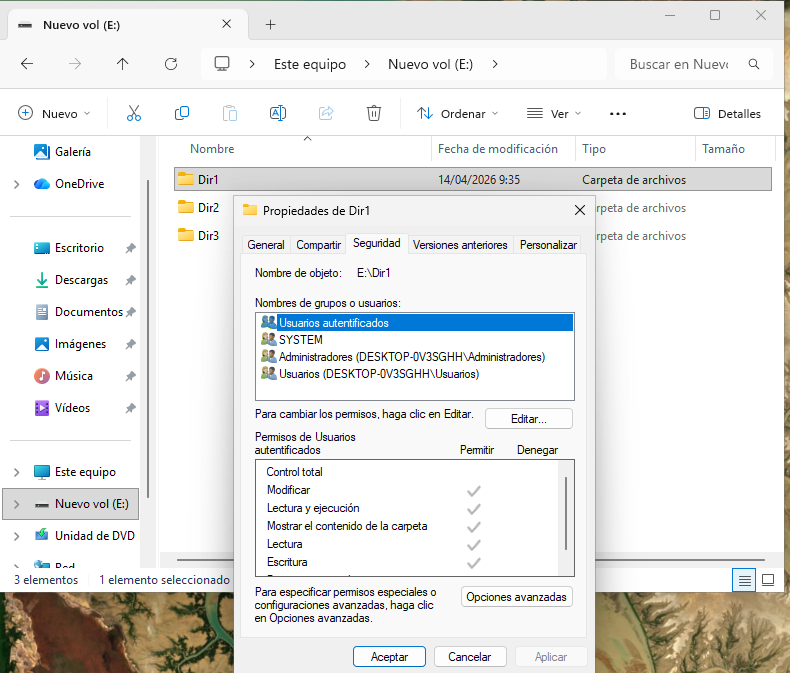 Nuevo vol (E:)
Este equipo
Nuevo vol (E:)
Buscar en Nuevo
Nuevo
Ordenar
Ver
Detalles
Nombre
Fecha de modificación
Tipo
Tamaño
Galería
OneDrive
Escritorio
Descargas
Documentos
Imágenes
Música
Vídeos
Este equipo
Nuevo vol (E:)
Unidad de DVD
Red
Dir1
14/04/2026 9:35
Carpeta de archivos
Dir2
rpeta de archivos
Dir3
rpeta de archivos
3 elementos
1 elemento seleccionado
Propiedades de Dir1
General
Compartir
Seguridad
Versiones anteriores
Personalizar
Nombre de objeto: E:\Dir1
Nombres de grupos o usuarios:
Usuarios autentificados
SYSTEM
Administradores (DESKTOP-0V3SGHH\Administradores)
Usuarios (DESKTOP-0V3SGHH\Usuarios)
Para cambiar los permisos, haga clic en Editar.
Editar...
Permisos de Usuarios
autentificados
Permitir
Denegar
Control total
Modificar
Lectura y ejecución
Mostrar el contenido de la carpeta
Lectura
Escritura
Para especificar permisos especiales o
configuraciones avanzadas, haga clic
en Opciones avanzadas.
Opciones avanzadas
Aceptar
Cancelar
Aplicar